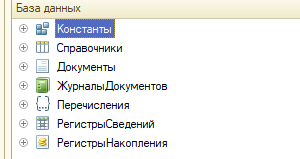 База данных
Константы
Справочники
Документы
ЖурналыДокументов
Перечисления
РегистрыСведений
РегистрыНакопления